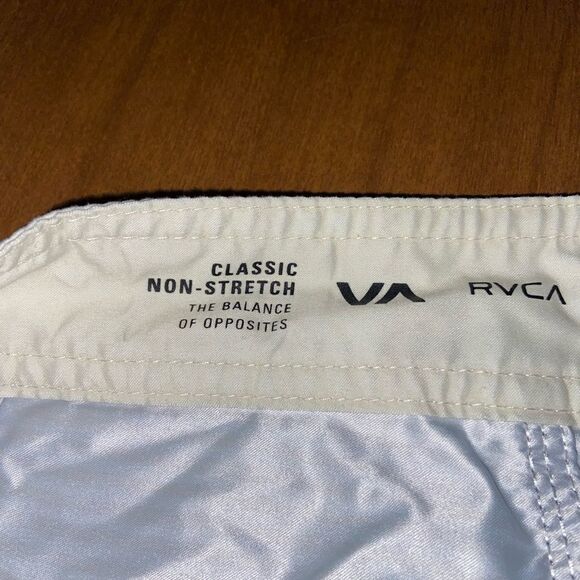 CLASSIC
NON-STRETCH
THE BALANCE
OF OPPOSITES
VA
RVCA